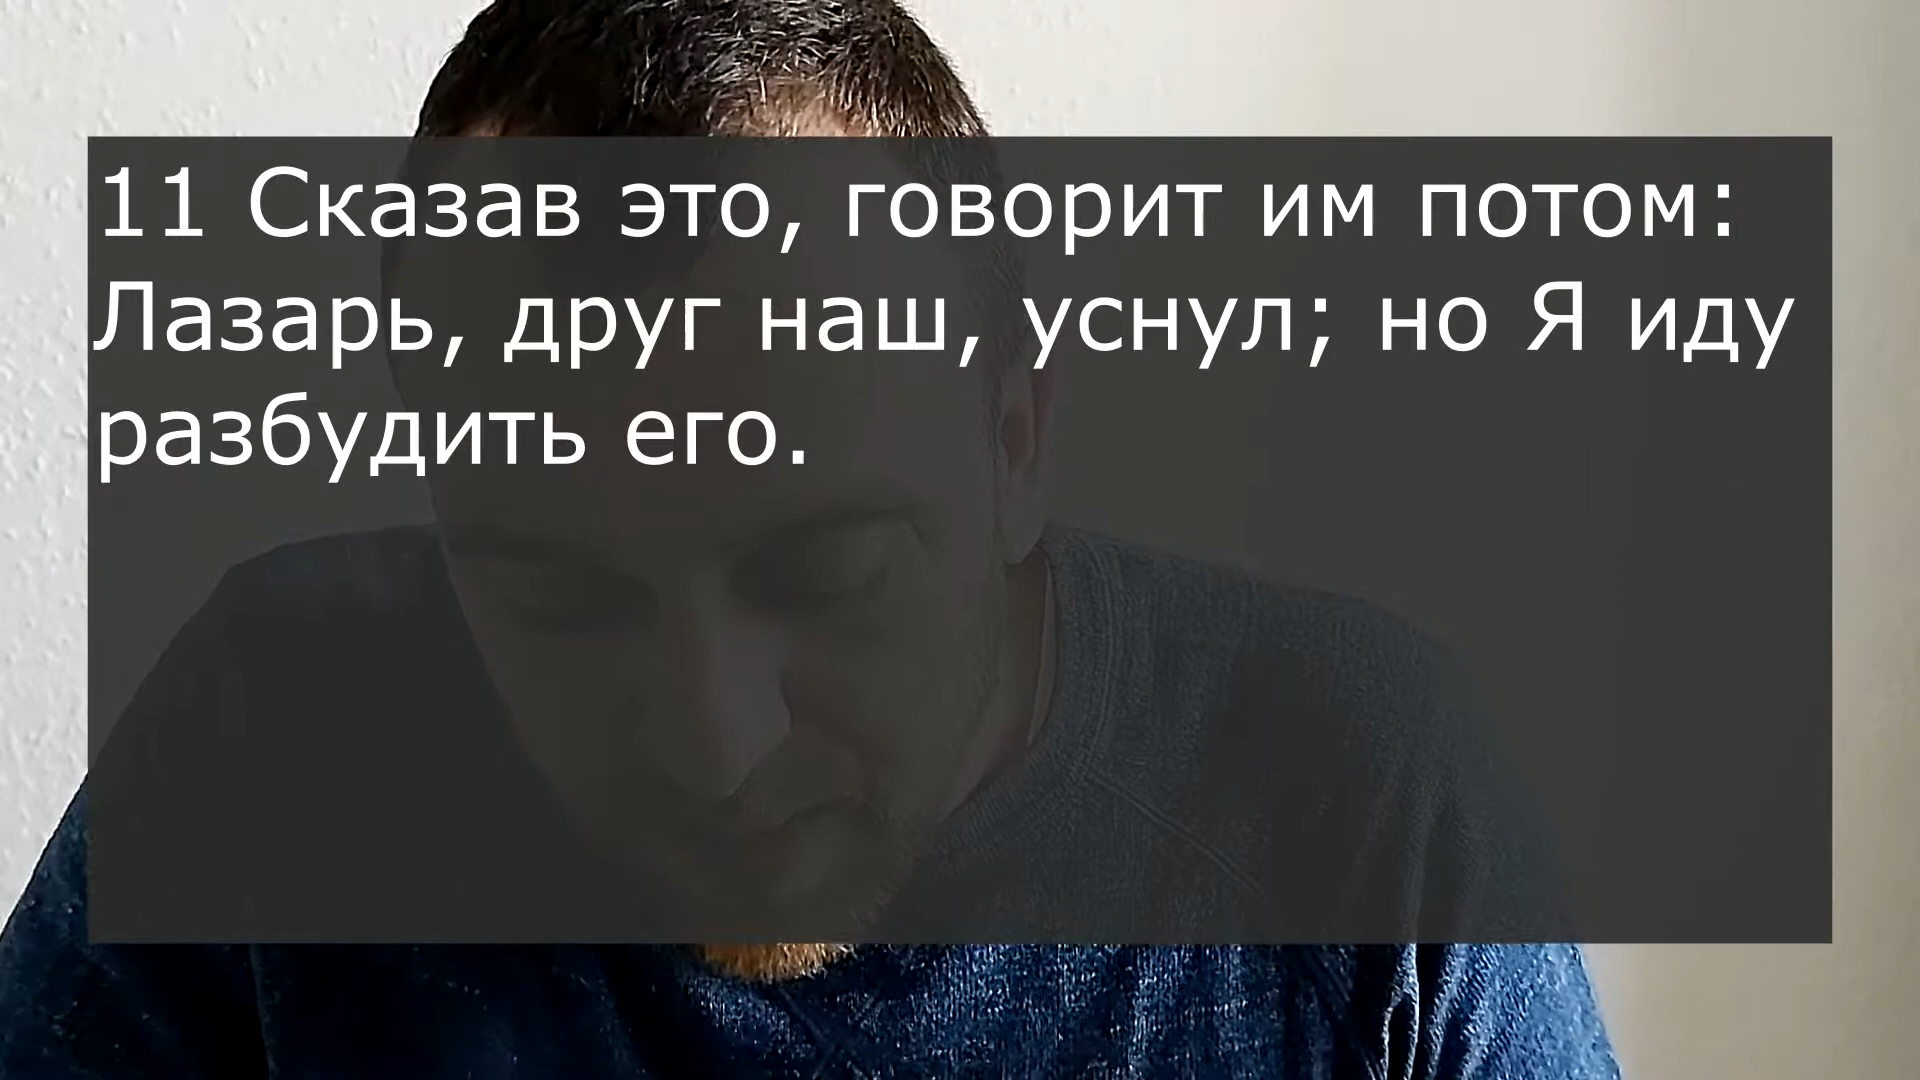 11 Сказав это, говорит им потом:
Лазарь, друг наш, уснул; но Я иду
разбудить его.